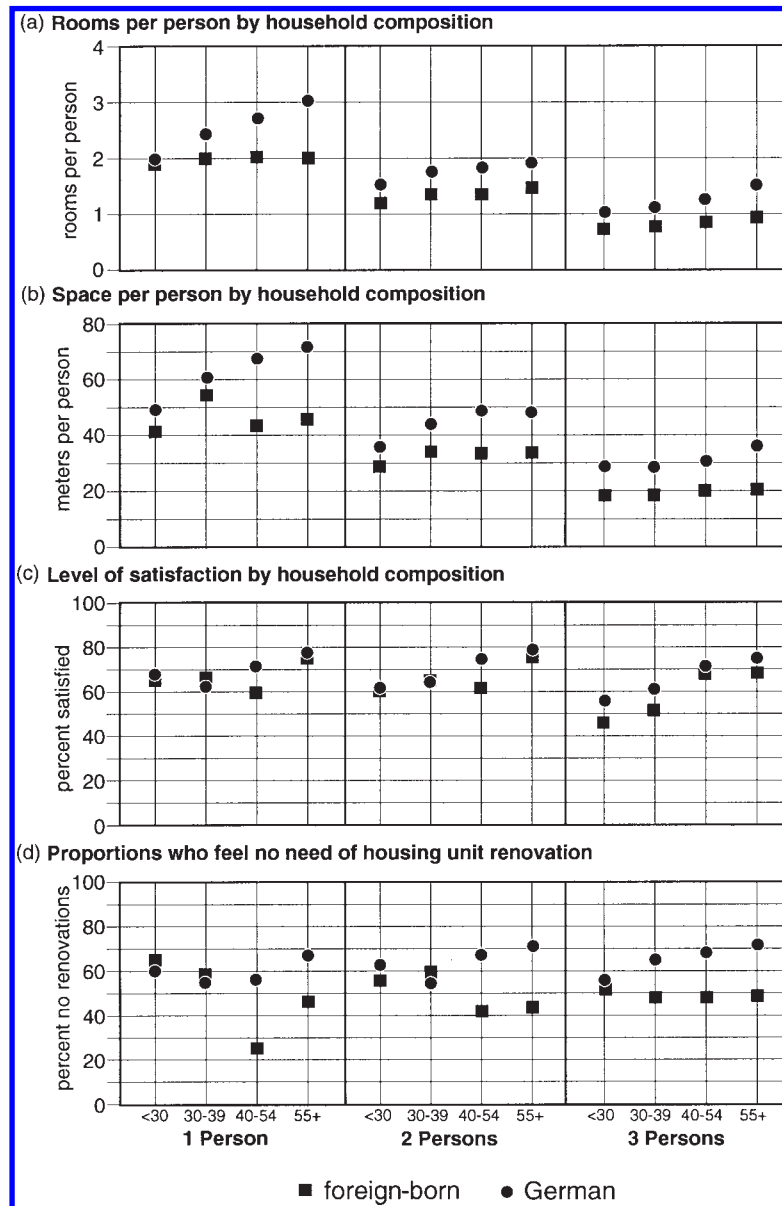 (a) Rooms per person by household composition
rooms per person
4
3
2
1
0
(b) Space per person by household composition
meters per person
80
60
40
20
0
(c) Level of satisfaction by household composition
percent satisfied
100
80
60
40
20
0
(d) Proportions who feel no need of housing unit renovation
percent no renovations
100
80
60
40
20
0
<30 30-39 40-54 55+ <30 30-39 40-54 55+ <30 30-39 40-54 55+
1 Person 2 Persons 3 Persons
foreign-born German